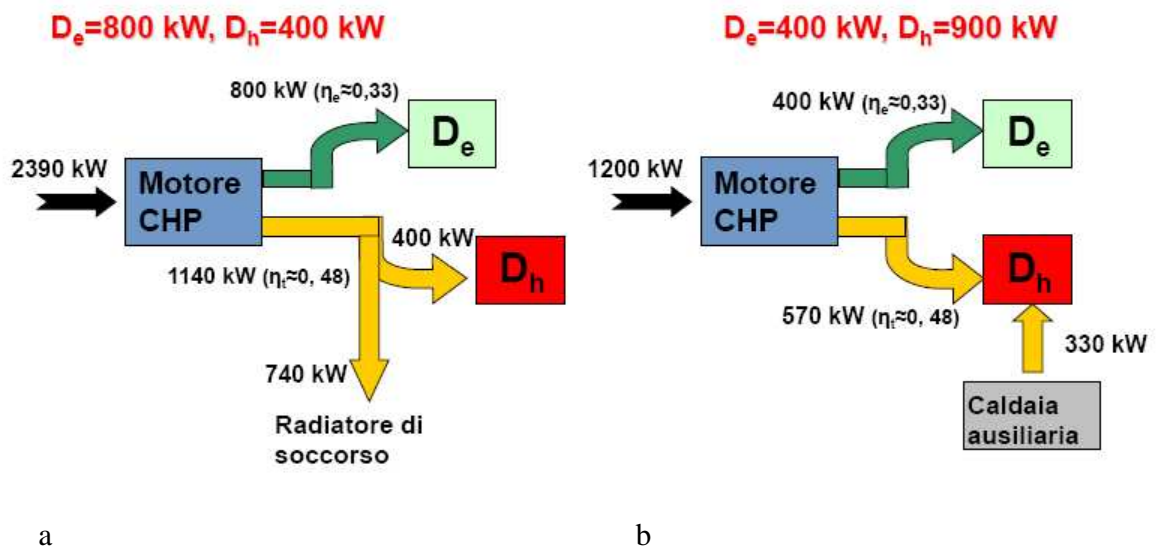 Dₑ=800 kW, Dₕ=400 kW
800 kW (ηₑ≈0,33)
Dₑ
2390 kW
Motore
CHP
400 kW
Dₕ
1140 kW (ηₜ≈0, 48)
740 kW
Radiatore di
soccorso
a
Dₑ=400 kW, Dₕ=900 kW
400 kW (ηₑ≈0,33)
Dₑ
1200 kW
Motore
CHP
Dₕ
570 kW (ηₜ≈0, 48)
330 kW
Caldaia
ausiliaria
b